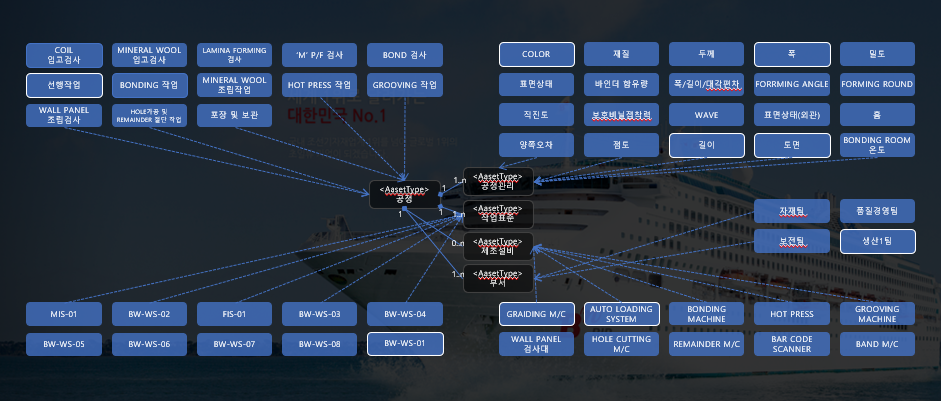 COIL
입고검사
MINERAL WOOL
입고검사
LAMINA FORMING
검사
'M' P/F 검사
BOND 검사
선행작업
BONDING 작업
MINERAL WOOL
조립작업
HOT PRESS 작업
GROOVING 작업
WALL PANEL
조립검사
HOLE가공 및
REMAINDER 절단 작업
포장 및 보관
대한민국 No.1
COLOR
재질
두께
폭
밀도
표면상태
바인더 함유량
폭/길이/대각편차
FORRMING ANGLE
FORMING ROUND
직진도
보호비닐접착력
WAVE
표면상태(외관)
흠
양쪽오차
점도
길이
도면
BONDING ROOM
온도
<AasetType>
공정
1
1
1
1..n
<AasetType>
공정관리
1..n
<AasetType>
작업표준
0..n
<AasetType>
제조설비
1..n
<AasetType>
부서
자재팀
품질경영팀
보전팀
생산1팀
MIS-01
BW-WS-02
FIS-01
BW-WS-03
BW-WS-04
BW-WS-05
BW-WS-06
BW-WS-07
BW-WS-08
BW-WS-01
GRAIDING M/C
AUTO LOADING
SYSTEM
BONDING
MACHINE
HOT PRESS
GROOVING
MACHINE
WALL PANEL
검사대
HOLE CUTTING
M/C
REMAINDER M/C
BAR CODE
SCANNER
BAND M/C